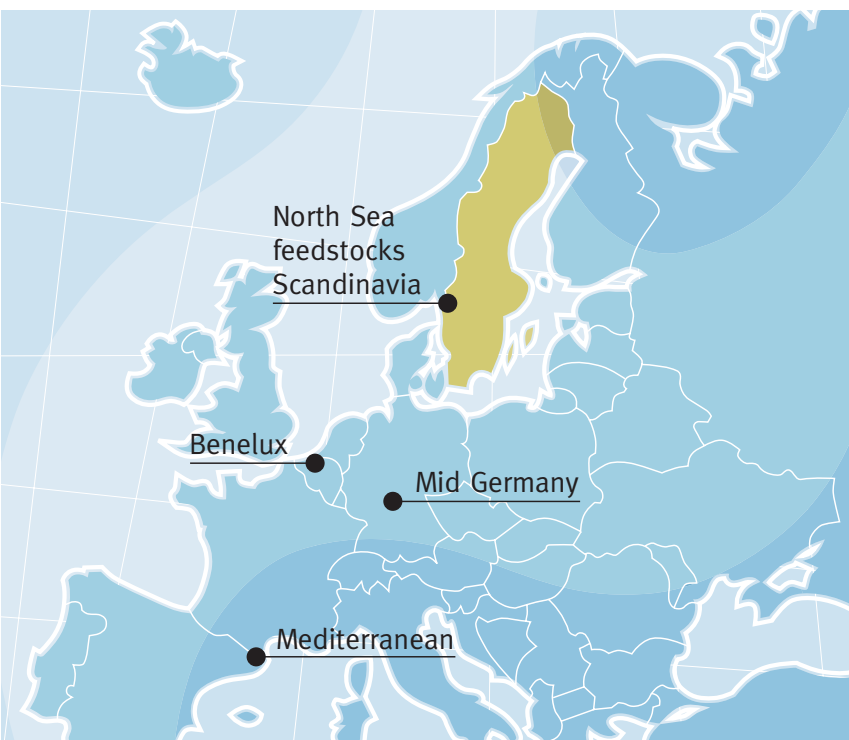 North Sea
feedstocks
Scandinavia
Benelux
Mid Germany
Mediterranean